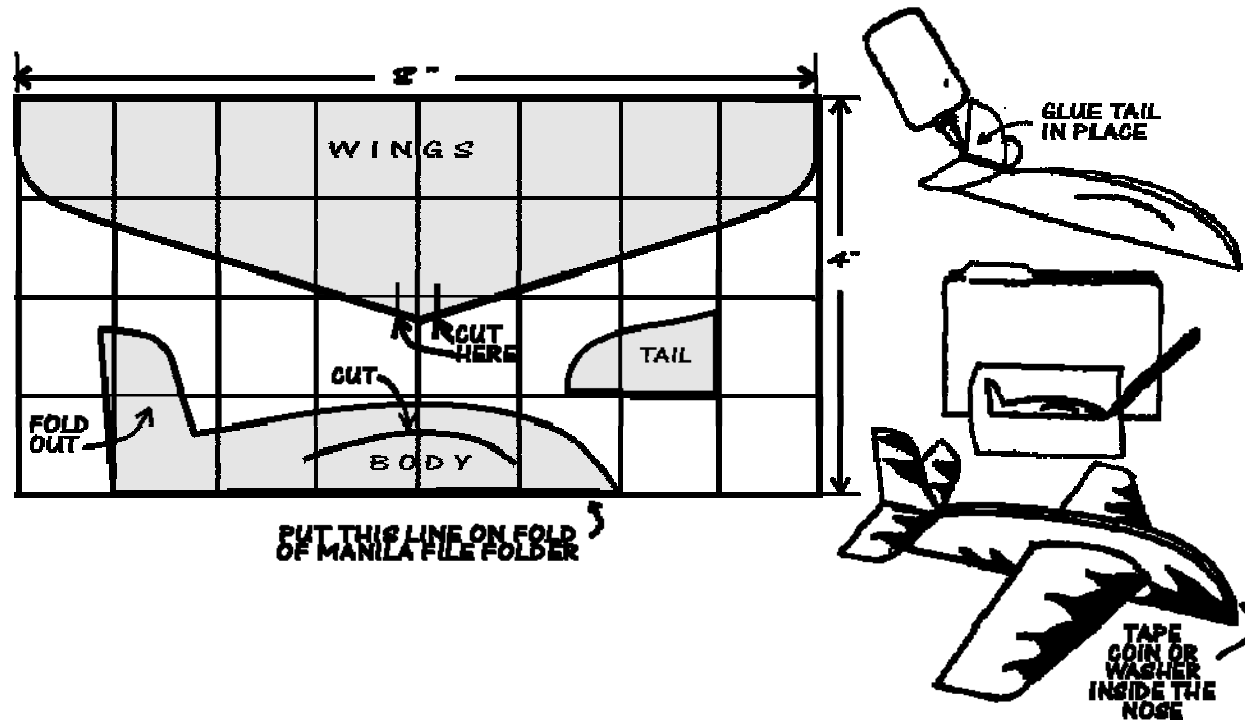 8"
WINGS
4"
CUT
HERE
CUT
TAIL
FOLD
OUT
BODY
PUT THIS LINE ON FOLD
OF MANILA FILE FOLDER
GLUE TAIL
IN PLACE
TAPE
COIN OR
WASHER
INSIDE THE
NOSE